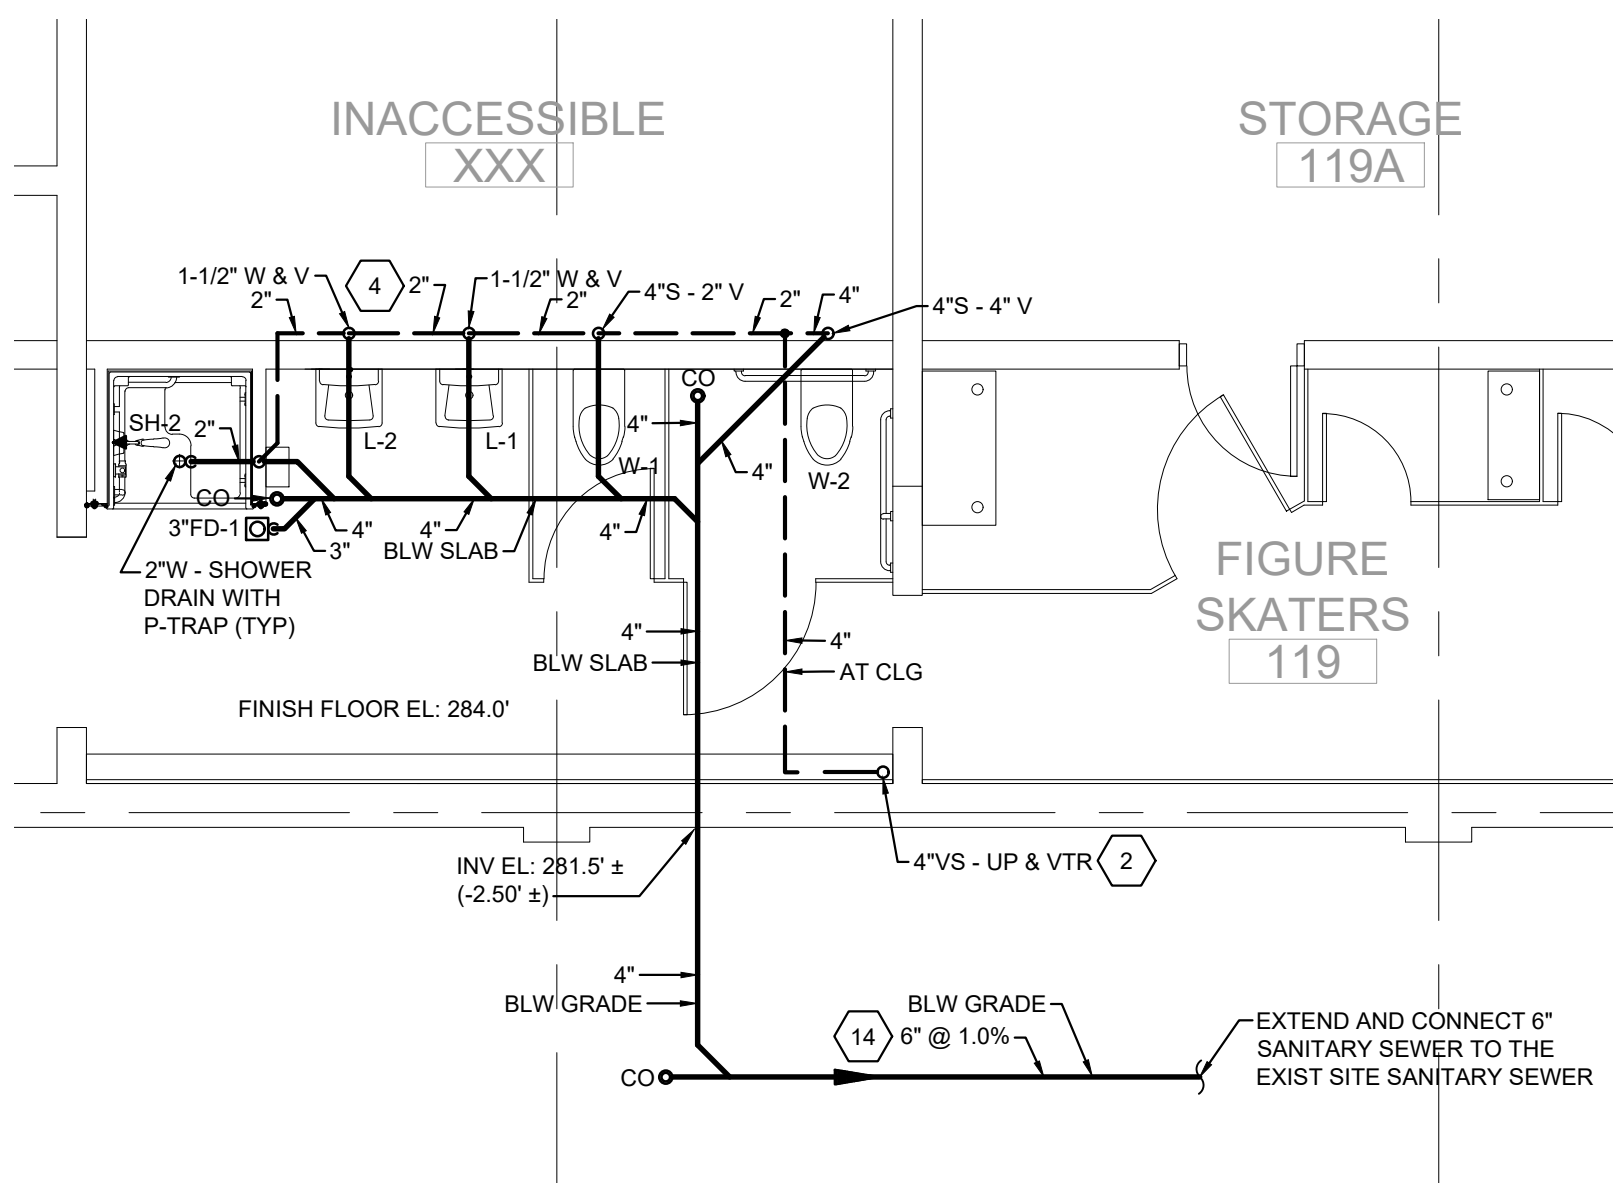 INACCESSIBLE
XXX
STORAGE
119A
1-1/2" W & V
4
2"
1-1/2" W & V
2"
2"
4"S - 2" V
2"
4"
4"S - 4" V
CO
SH-2
2"
L-2
L-1
4"
W-1
4"
W-2
CO
3"FD-1
4"
3"
4"
BLW SLAB
4"
2"W - SHOWER
DRAIN WITH
P-TRAP (TYP)
FIGURE
SKATERS
119
4"
BLW SLAB
4"
AT CLG
FINISH FLOOR EL: 284.0'
INV EL: 281.5' ±
(-2.50' ±)
4"VS - UP & VTR
2
4"
BLW GRADE
14
BLW GRADE
6" @ 1.0%
EXTEND AND CONNECT 6"
SANITARY SEWER TO THE
EXIST SITE SANITARY SEWER
CO